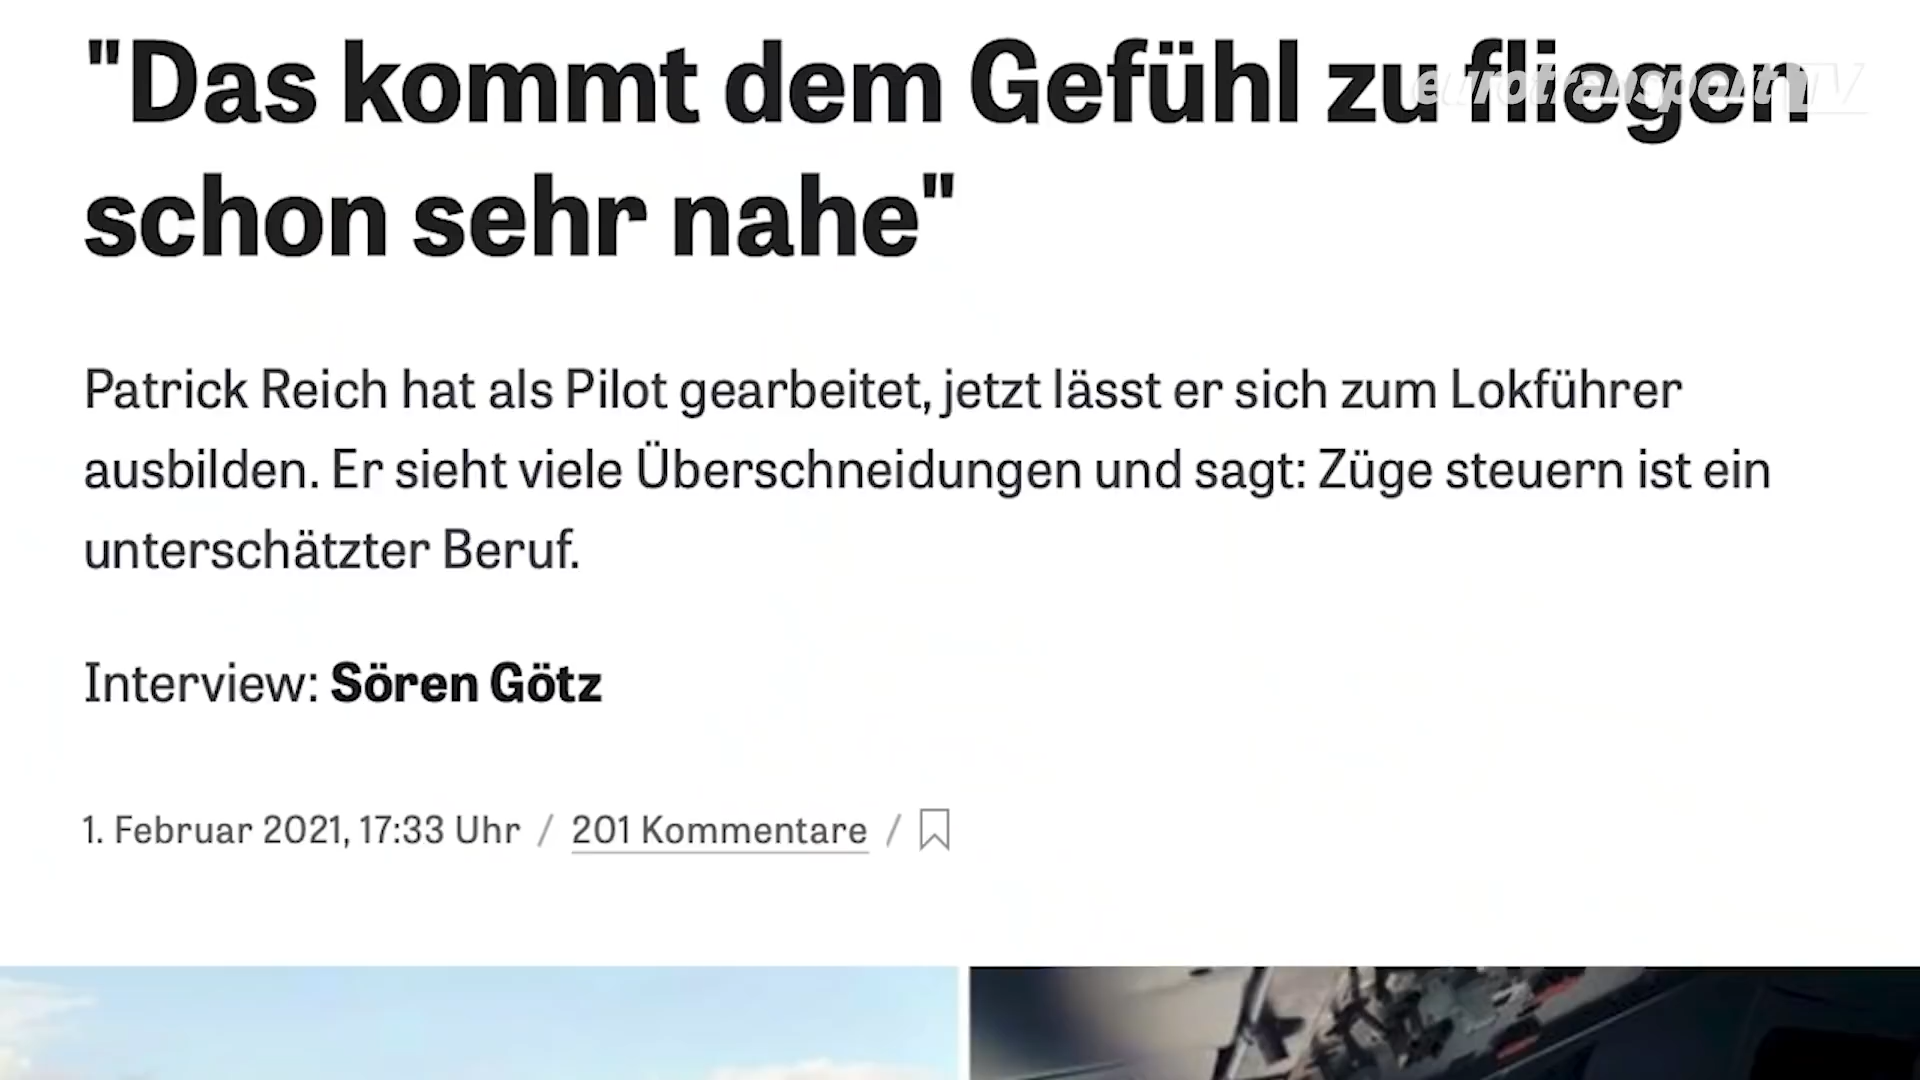 "Das kommt dem Gefühl zu fliegen
schon sehr nahe"
eurotransport TV
Patrick Reich hat als Pilot gearbeitet, jetzt lässt er sich zum Lokführer
ausbilden. Er sieht viele Überschneidungen und sagt: Züge steuern ist ein
unterschätzter Beruf.
Interview: Sören Götz
1. Februar 2021, 17:33 Uhr / 201 Kommentare /